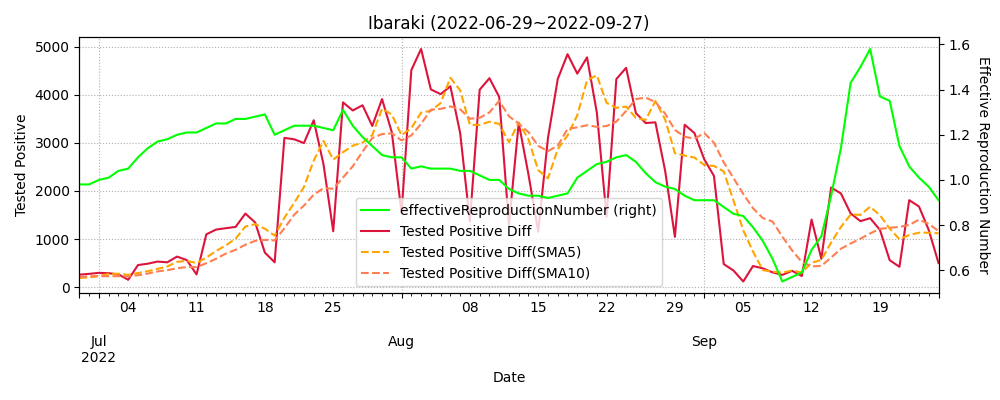 Ibaraki (2022-06-29~2022-09-27)
Tested Positive
5000
4000
3000
2000
1000
0
1.6
1.4
1.2
1.0
0.8
0.6
Effective Reproduction Number
effectiveReproductionNumber (right)
Tested Positive Diff
Tested Positive Diff(SMA5)
Tested Positive Diff(SMA10)
04 11 18 25 08 15 22 29 05 12 19
Jul Aug Sep
2022
Date